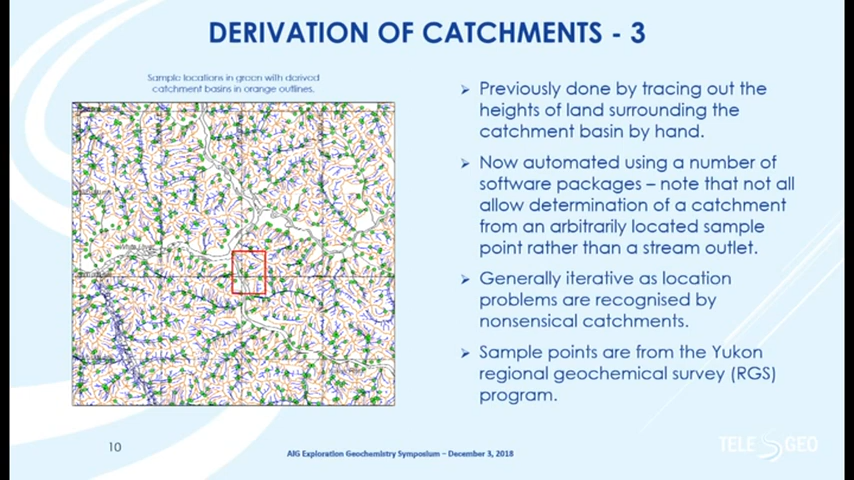 DERIVATION OF CATCHMENTS - 3
Sample locations in green with derived
catchment basins in orange outlines.
➢ Previously done by tracing out the
heights of land surrounding the
catchment basin by hand.
➢ Now automated using a number of
software packages – note that not all
allow determination of a catchment
from an arbitrarily located sample
point rather than a stream outlet.
➢ Generally iterative as location
problems are recognised by
nonsensical catchments.
➢ Sample points are from the Yukon
regional geochemical survey (RGS)
program.
10
AIG Exploration Geochemistry Symposium – December 3, 2018
TELE GEO